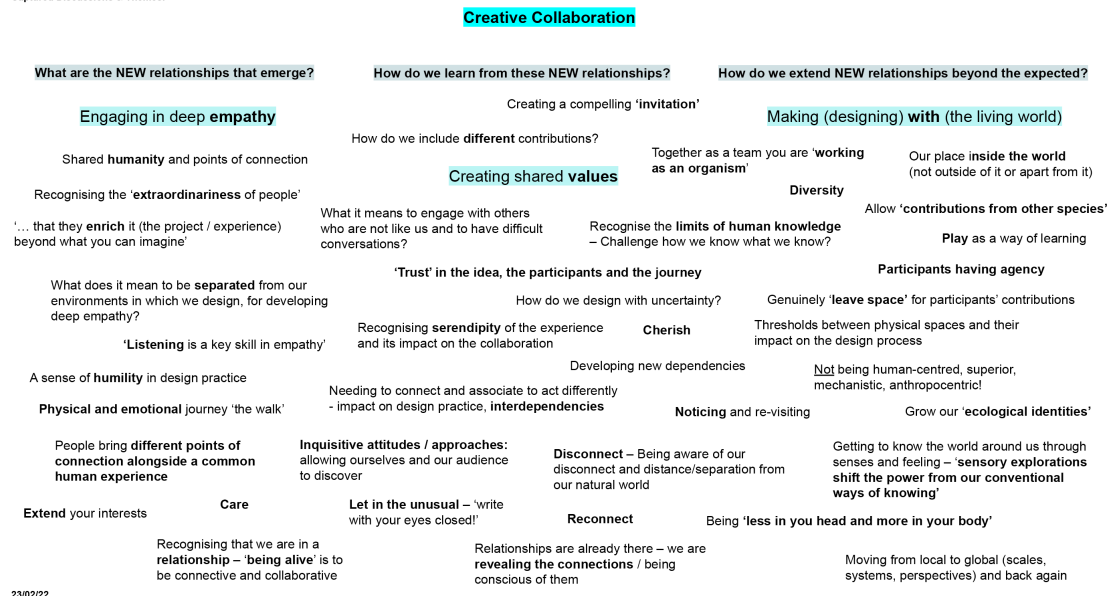 Creative Collaboration
What are the NEW relationships that emerge?
How do we learn from these NEW relationships?
How do we extend NEW relationships beyond the expected?
Engaging in deep empathy
Shared humanity and points of connection
Recognising the ‘extraordinariness of people’
‘… that they enrich it (the project / experience)
beyond what you can imagine’
What does it mean to be separated from our
environments in which we design, for developing
deep empathy?
‘Listening is a key skill in empathy’
A sense of humility in design practice
Physical and emotional journey ‘the walk’
People bring different points of
connection alongside a common
human experience
Care
Extend your interests
Recognising that we are in a
relationship – ‘being alive’ is to
be connective and collaborative
Creating a compelling ‘invitation’
How do we include different contributions?
Creating shared values
What it means to engage with others
who are not like us and to have difficult
conversations?
Recognise the limits of human knowledge
– Challenge how we know what we know?
‘Trust’ in the idea, the participants and the journey
How do we design with uncertainty?
Recognising serendipity of the experience
and its impact on the collaboration
Cherish
Developing new dependencies
Needing to connect and associate to act differently
- impact on design practice, interdependencies
Noticing and re-visiting
Inquisitive attitudes / approaches:
allowing ourselves and our audience
to discover
Disconnect – Being aware of our
disconnect and distance/separation from
our natural world
Let in the unusual – ‘write
with your eyes closed!’
Reconnect
Relationships are already there – we are
revealing the connections / being
conscious of them
Making (designing) with (the living world)
Together as a team you are ‘working
as an organism’
Our place inside the world
(not outside of it or apart from it)
Diversity
Allow ‘contributions from other species’
Play as a way of learning
Participants having agency
Genuinely ‘leave space’ for participants’ contributions
Thresholds between physical spaces and their
impact on the design process
Not being human-centred, superior,
mechanistic, anthropocentric!
Grow our ‘ecological identities’
Getting to know the world around us through
senses and feeling – ‘sensory explorations
shift the power from our conventional
ways of knowing’
Being ‘less in you head and more in your body’
Moving from local to global (scales,
systems, perspectives) and back again
23/02/22